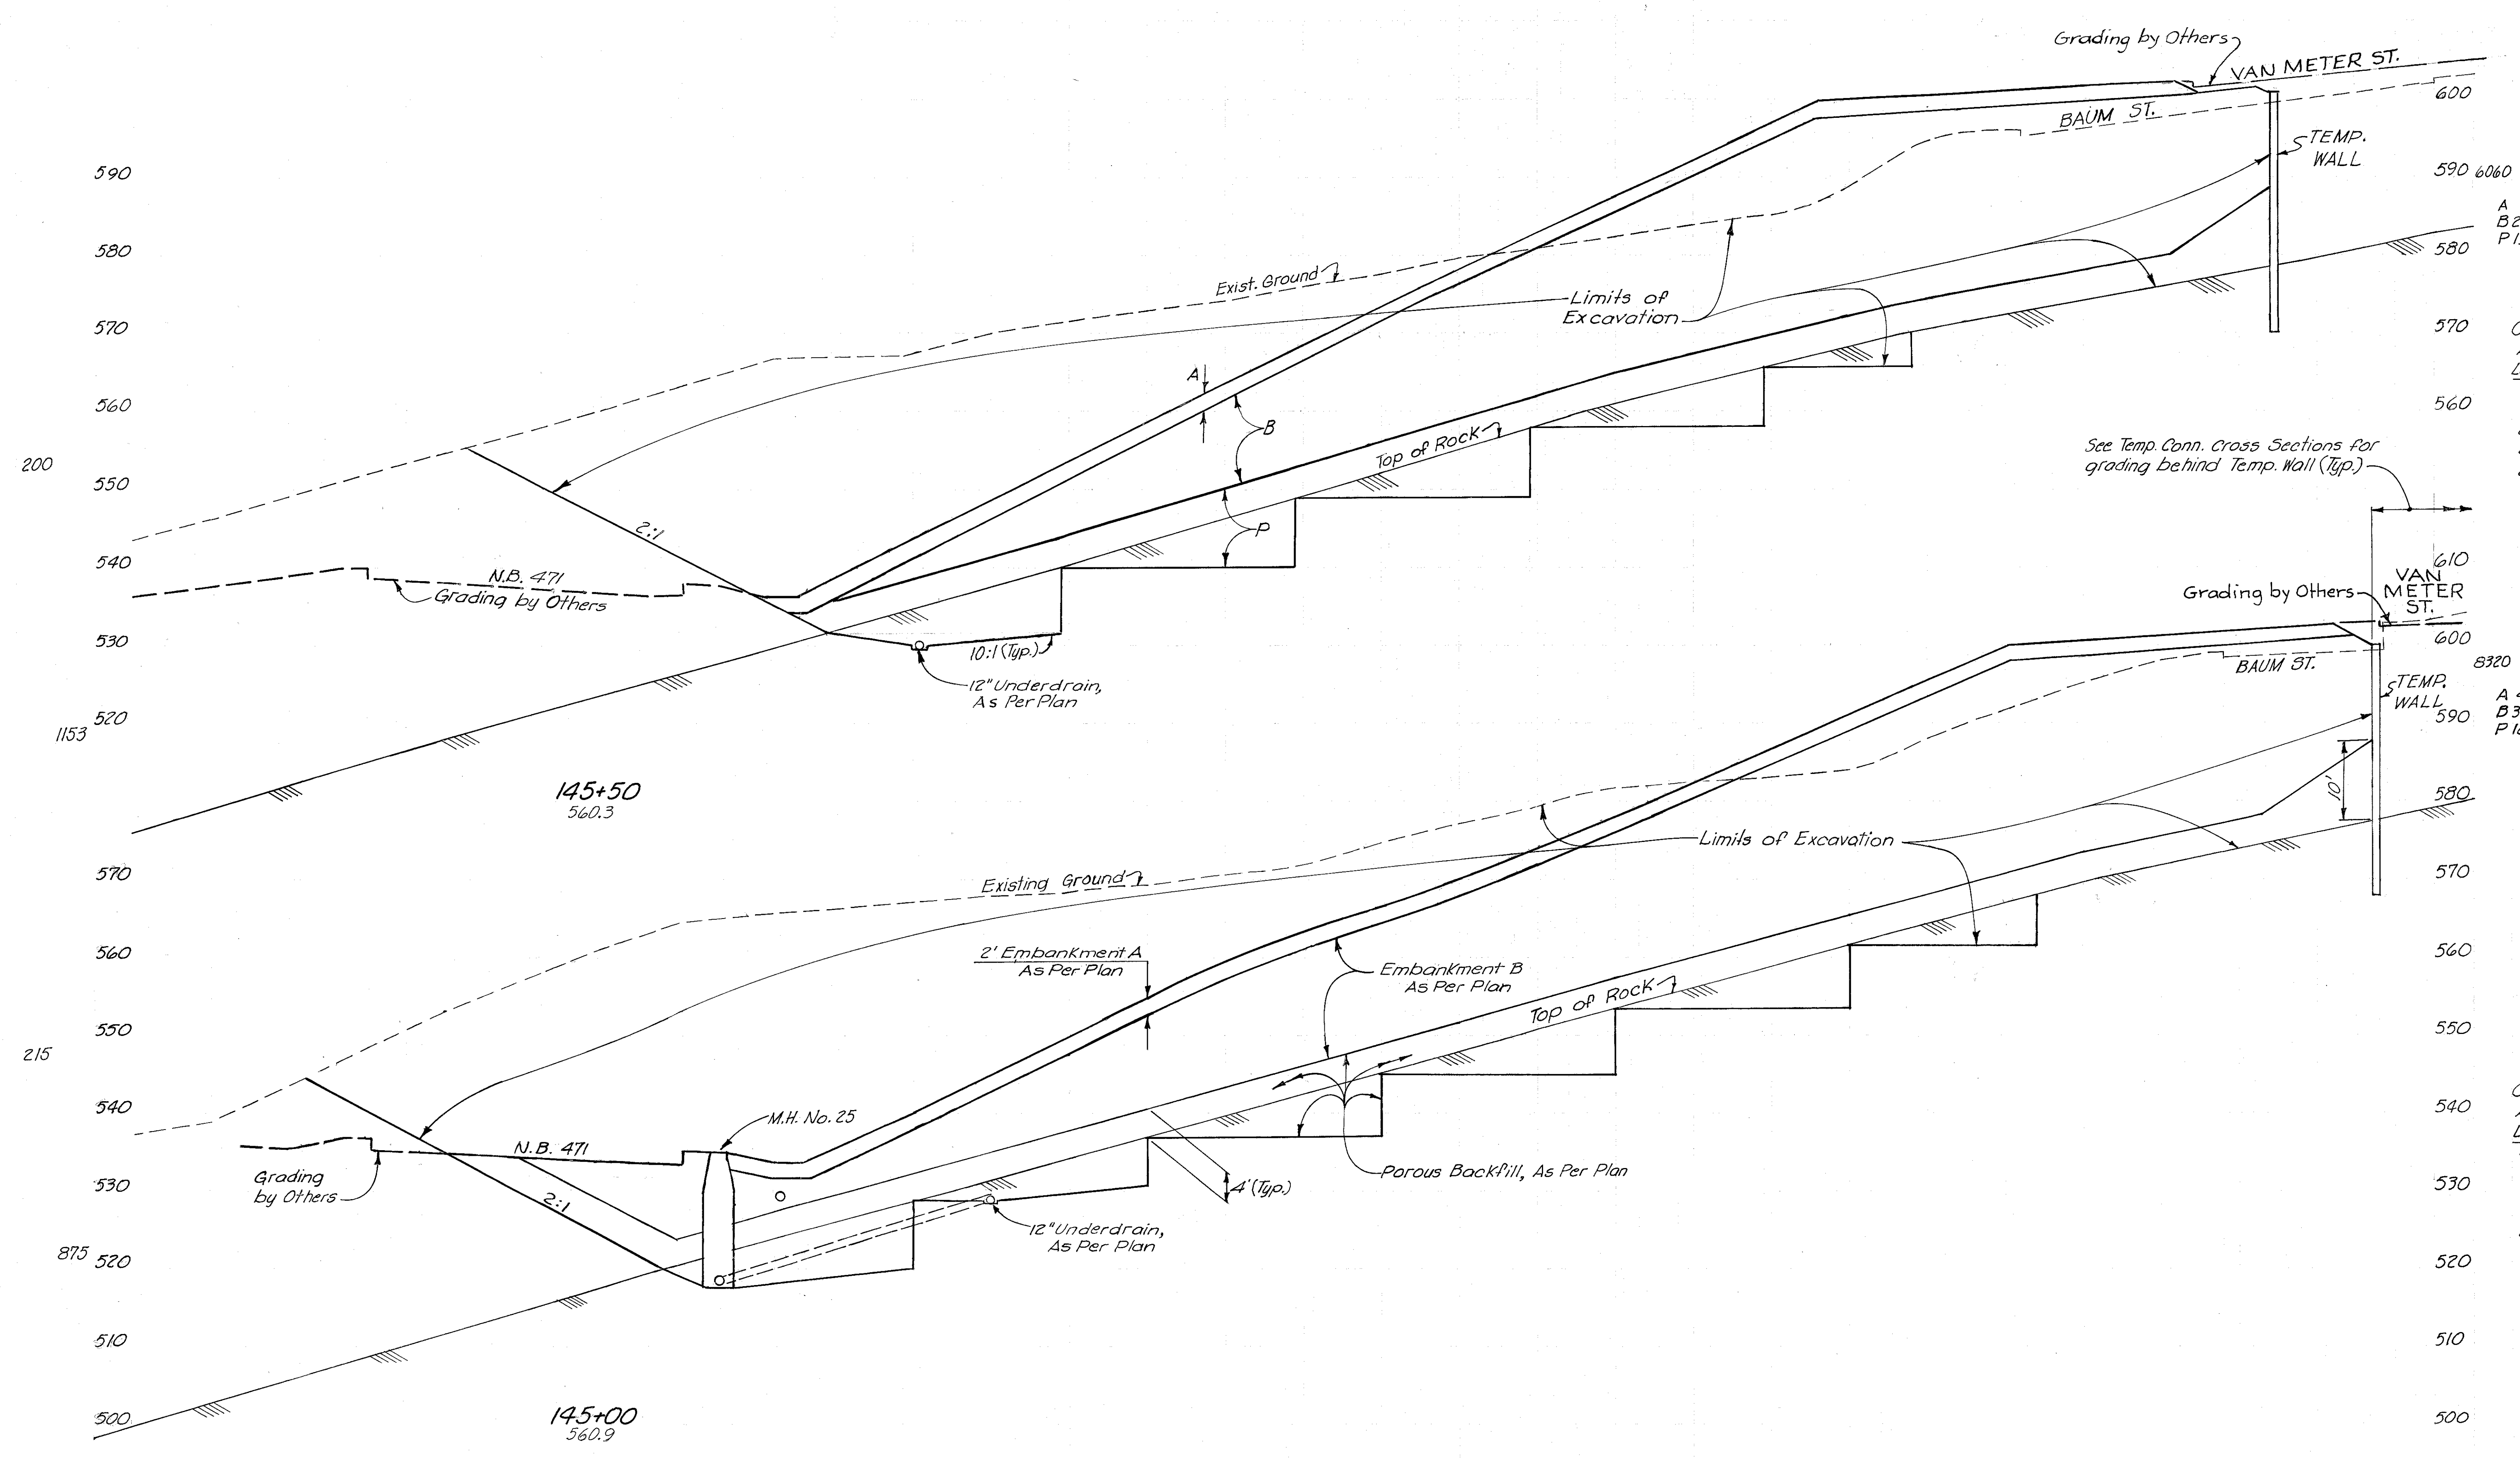 Grading by Others
VAN METER ST.
600
BAUM ST.
TEMP.
WALL
590
590
6060
A
B2
580
580
Exist. Ground
Limits of
Excavation
570
570
A
560
560
B
Top of Rock
See Temp. Conn. Cross Sections for
grading behind Temp. Wall (Typ.)
200
550
2:1
P
540
N.B. 471
Grading by Others
610
VAN
METER
ST.
Grading by Others
530
10:1 (Typ.)
600
BAUM ST.
8320
12" Underdrain,
As Per Plan
TEMP.
WALL
A
B3
520
590
1153
145+50
560.3
580
10'
Limits of Excavation
570
570
Existing Ground
2' Embankment A
As Per Plan
560
560
Embankment B
As Per Plan
Top of Rock
550
550
215
540
540
M.H. No. 25
N.B. 471
Grading
by Others
530
530
2:1
4' (Typ.)
Porous Backfill, As Per Plan
12" Underdrain,
As Per Plan
875
520
520
510
510
500
500
145+00
560.9